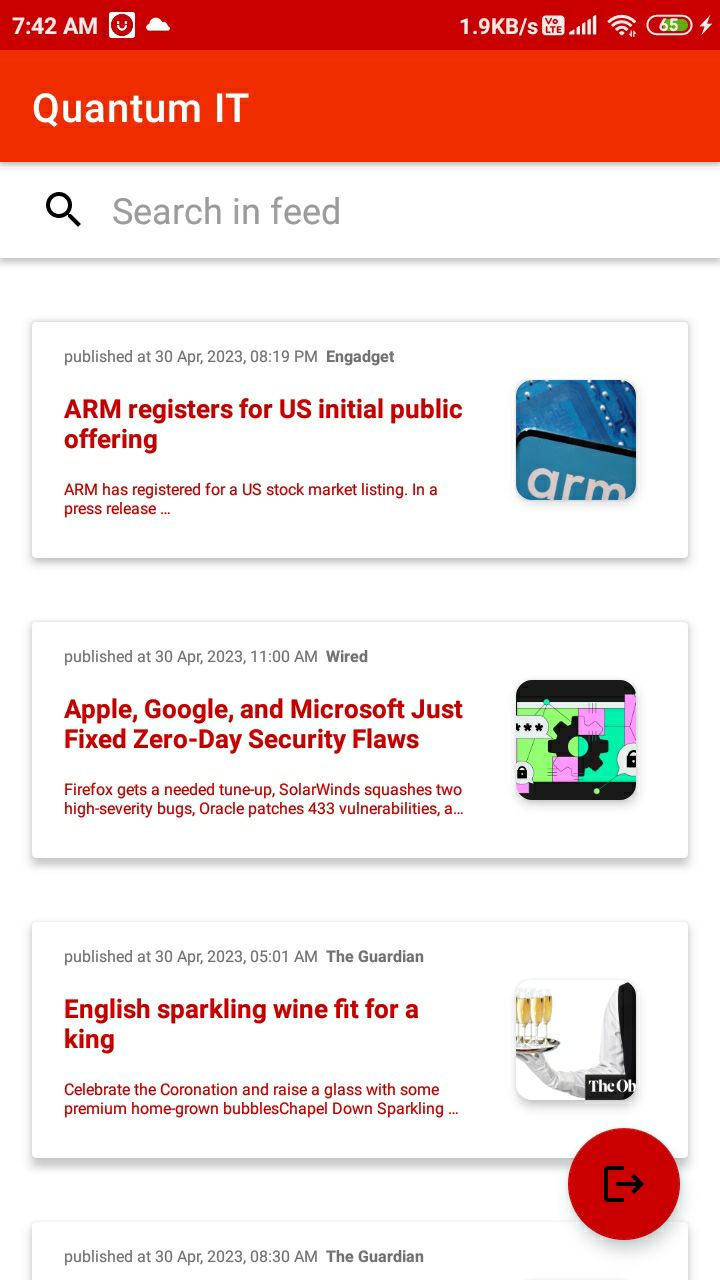 7:42 AM 1.9KB/s Vo LTE 65
Quantum IT
Search in feed
published at 30 Apr, 2023, 08:19 PM Engadget
ARM registers for US initial public
offering
ARM has registered for a US stock market listing. In a
press release ...
arm
published at 30 Apr, 2023, 11:00 AM Wired
Apple, Google, and Microsoft Just
Fixed Zero-Day Security Flaws
Firefox gets a needed tune-up, SolarWinds squashes two
high-severity bugs, Oracle patches 433 vulnerabilities, a...
***
published at 30 Apr, 2023, 05:01 AM The Guardian
English sparkling wine fit for a
king
Celebrate the Coronation and raise a glass with some
premium home-grown bubblesChapel Down Sparkling ...
The Ob
published at 30 Apr, 2023, 08:30 AM The Guardian